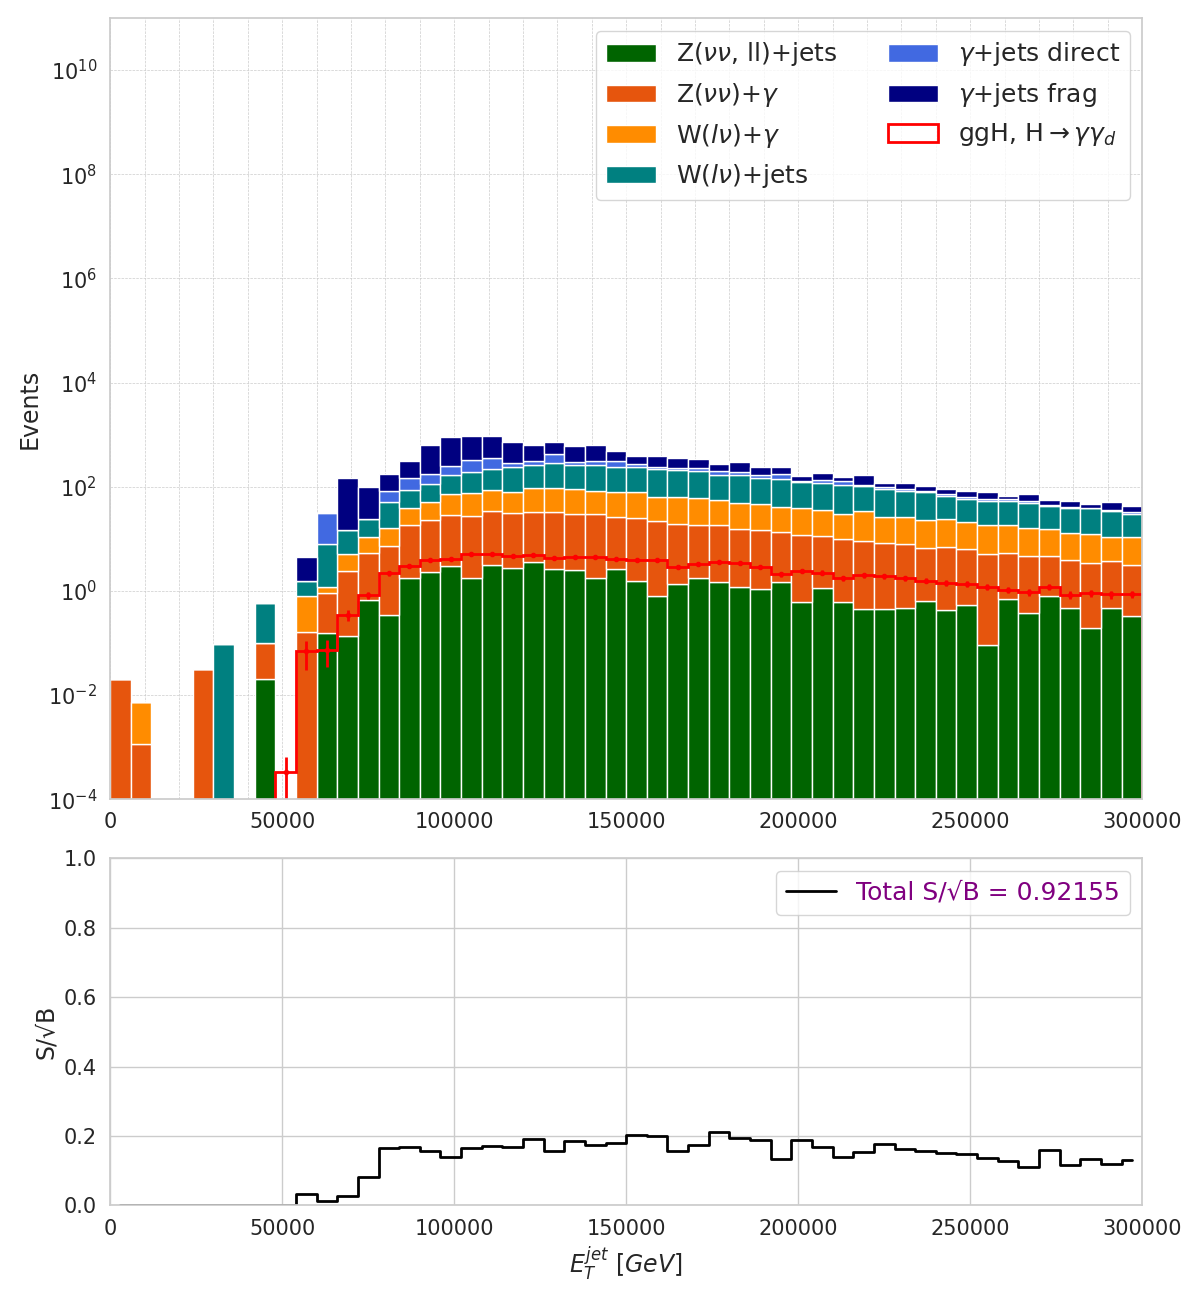 Z(νν, ll)+jets
Z(νν)+γ
W(lν)+γ
W(lν)+jets
γ+jets direct
γ+jets frag
ggH, H→γγ_d
10^10
10^8
10^6
10^4
10^2
10^0
10^−2
10^−4
Events
0 50000 100000 150000 200000 250000 300000
Total S/√B = 0.92155
1.0
0.8
0.6
0.4
0.2
0.0
S/√B
0 50000 100000 150000 200000 250000 300000
E_T^jet [GeV]